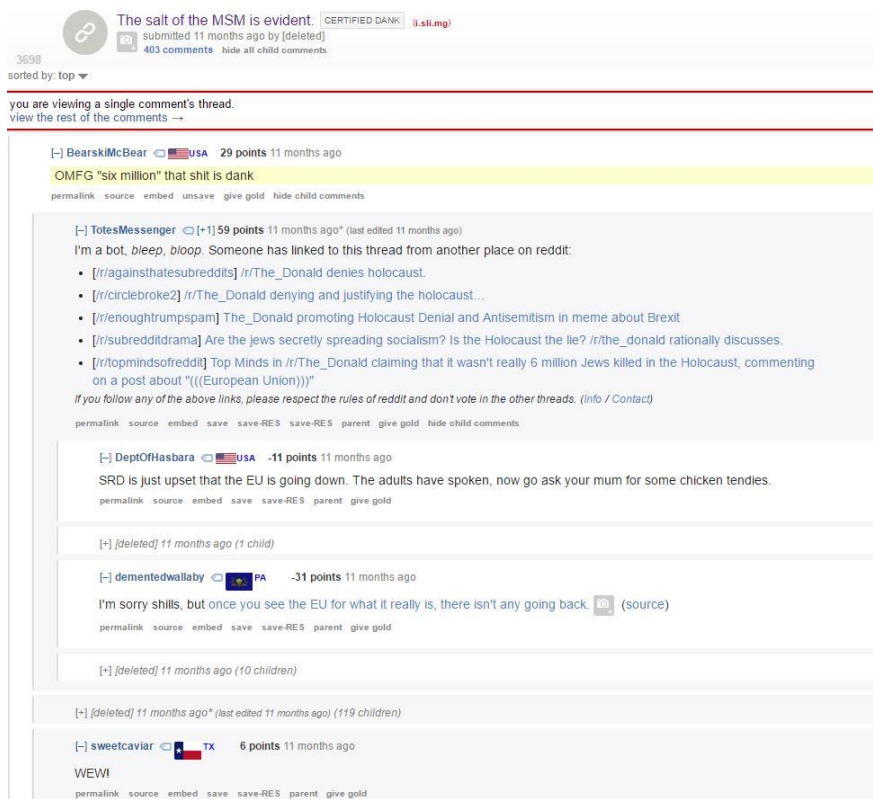 The salt of the MSM is evident. CERTIFIED DANK (i.sli.mg)
submitted 11 months ago by [deleted]
403 comments hide all child comments
3698
sorted by: top
you are viewing a single comment's thread.
view the rest of the comments →
[–] BearskiMcBear USA 29 points 11 months ago
OMFG "six million" that shit is dank
permalink source embed unsave give gold hide child comments
[–] TotesMessenger [+1] 59 points 11 months ago* (last edited 11 months ago)
I'm a bot, bleep, bloop. Someone has linked to this thread from another place on reddit:
• [/r/againsthatesubreddits] /r/The_Donald denies holocaust.
• [/r/circlebroke2] /r/The_Donald denying and justifying the holocaust…
• [/r/enoughtrumpspam] The_Donald promoting Holocaust Denial and Antisemitism in meme about Brexit
• [/r/subredditdrama] Are the jews secretly spreading socialism? Is the Holocaust the lie? /r/the_donald rationally discusses.
• [/r/topmindsofreddit] Top Minds in /r/The_Donald claiming that it wasn't really 6 million Jews killed in the Holocaust, commenting
on a post about "(((European Union)))"
If you follow any of the above links, please respect the rules of reddit and don't vote in the other threads. (Info / Contact)
permalink source embed save save-RES save-RES parent give gold hide child comments
[–] DeptOfHasbara USA -11 points 11 months ago
SRD is just upset that the EU is going down. The adults have spoken, now go ask your mum for some chicken tendies.
permalink source embed save save-RES parent give gold
[+] [deleted] 11 months ago (1 child)
[–] dementedwallaby PA -31 points 11 months ago
I'm sorry shills, but once you see the EU for what it really is, there isn't any going back. (source)
permalink source embed save save-RES parent give gold
[+] [deleted] 11 months ago (10 children)
[+] [deleted] 11 months ago* (last edited 11 months ago) (119 children)
[–] sweetcaviar TX 6 points 11 months ago
WEW!
permalink source embed save save-RES parent give gold